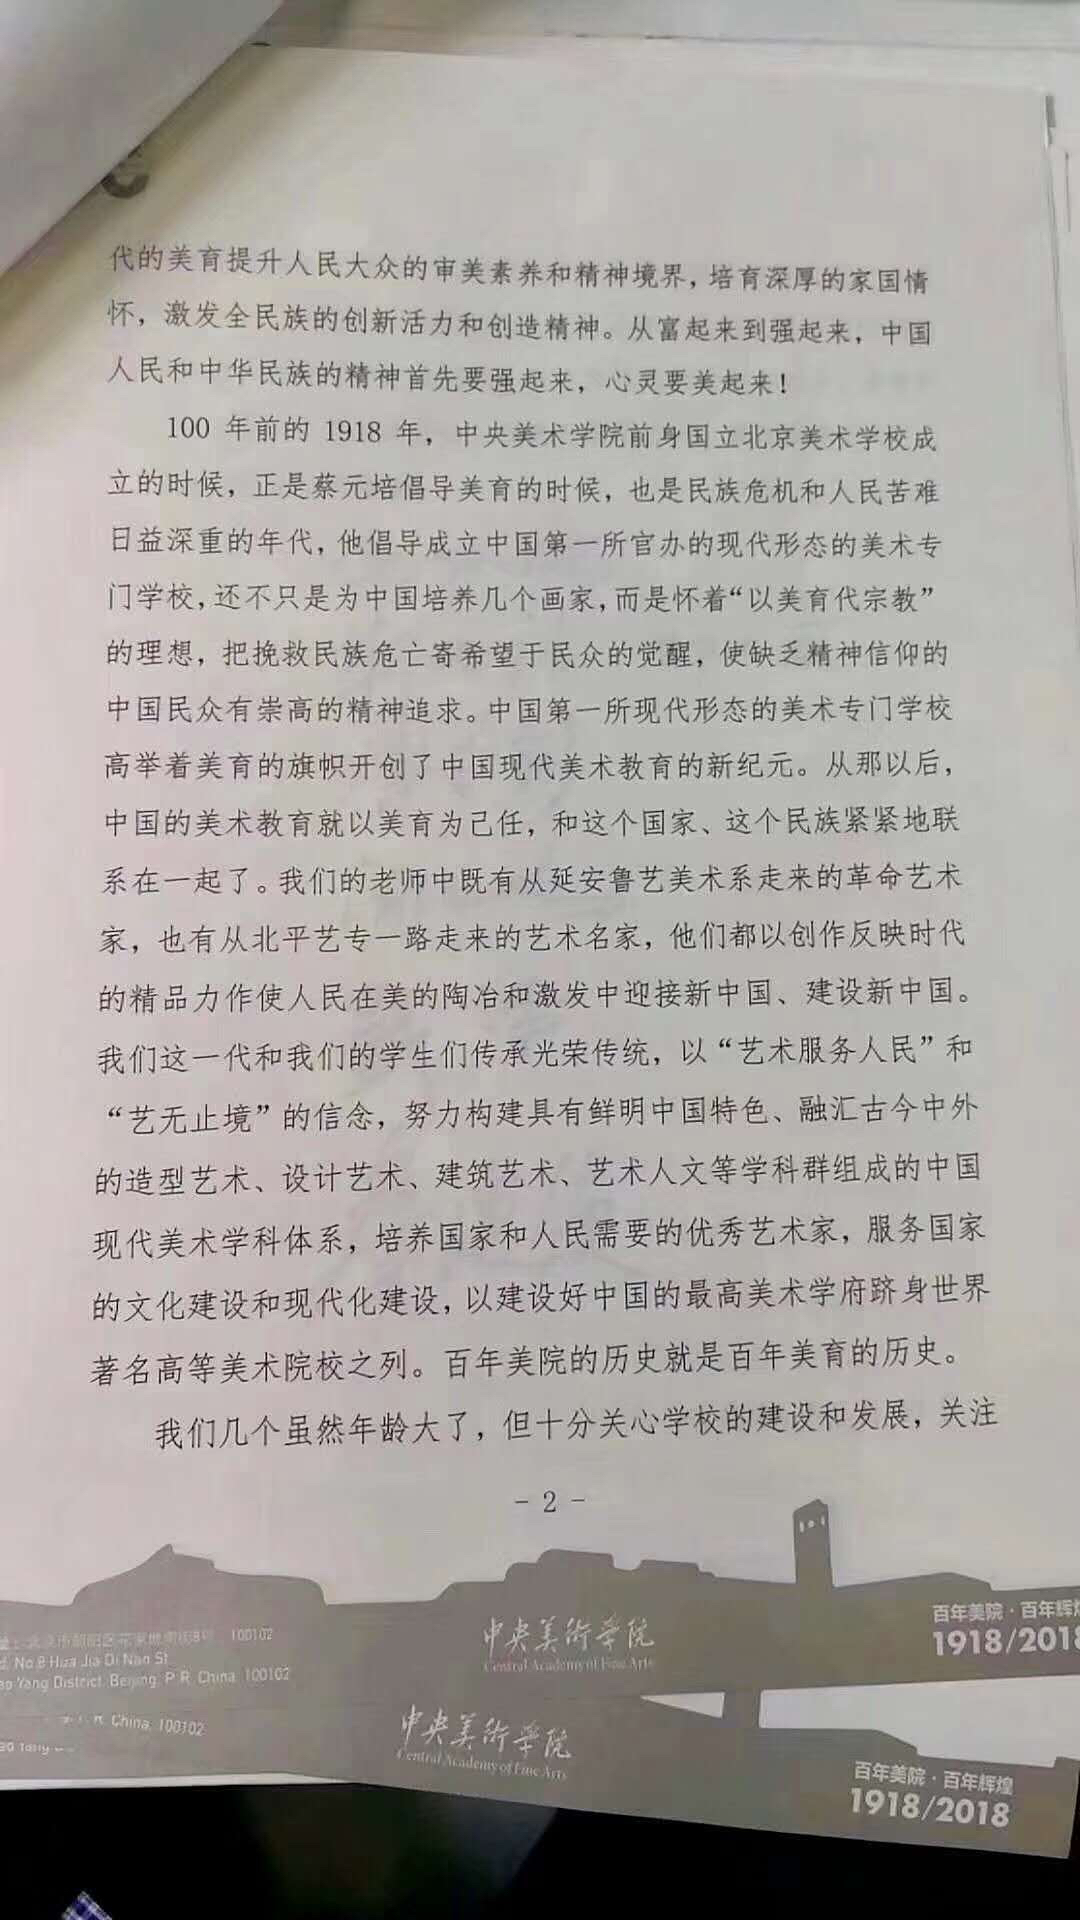 代的美育提升人民大众的审美素养和精神境界，培育深厚的家国情
怀，激发全民族的创新活力和创造精神。从富起来到强起来，中国
人民和中华民族的精神首先要强起来，心灵要美起来！
100 年前的 1918 年，中央美术学院前身国立北京美术学校成
立的时候，正是蔡元培倡导美育的时候，也是民族危机和人民苦难
日益深重的年代，他倡导成立中国第一所官办的现代形态的美术专
门学校，还不只是为中国培养几个画家，而是怀着“以美育代宗教”
的理想，把挽救民族危亡寄希望于民众的觉醒，使缺乏精神信仰的
中国民众有崇高的精神追求。中国第一所现代形态的美术专门学校
高举着美育的旗帜开创了中国现代美术教育的新纪元。从那以后，
中国的美术教育就以美育为己任，和这个国家、这个民族紧紧地联
系在一起了。我们的老师中既有从延安鲁艺美术系走来的革命艺术
家，也有从北平艺专一路走来的艺术名家，他们都以创作反映时代
的精品力作使人民在美的陶冶和激发中迎接新中国、建设新中国。
我们这一代和我们的学生们传承光荣传统，以“艺术服务人民”和
“艺无止境”的信念，努力构建具有鲜明中国特色、融汇古今中外
的造型艺术、设计艺术、建筑艺术、艺术人文等学科群组成的中国
现代美术学科体系，培养国家和人民需要的优秀艺术家，服务国家
的文化建设和现代化建设，以建设好中国的最高美术学府跻身世界
著名高等美术院校之列。百年美院的历史就是百年美育的历史。
我们几个虽然年龄大了，但十分关心学校的建设和发展，关注
- 2 -
百年美院·百年辉煌
1918/2018
中央美術学院
Central Academy of Fine Arts
北京市朝阳区花家地南街8号, 100102
No.8 Hua Jia Di Nan St
Yang District, Beijing, P.R. China, 100102
R. China, 100102
中央美術学院
Central Academy of Fine Arts
百年美院·百年辉煌
1918/2018